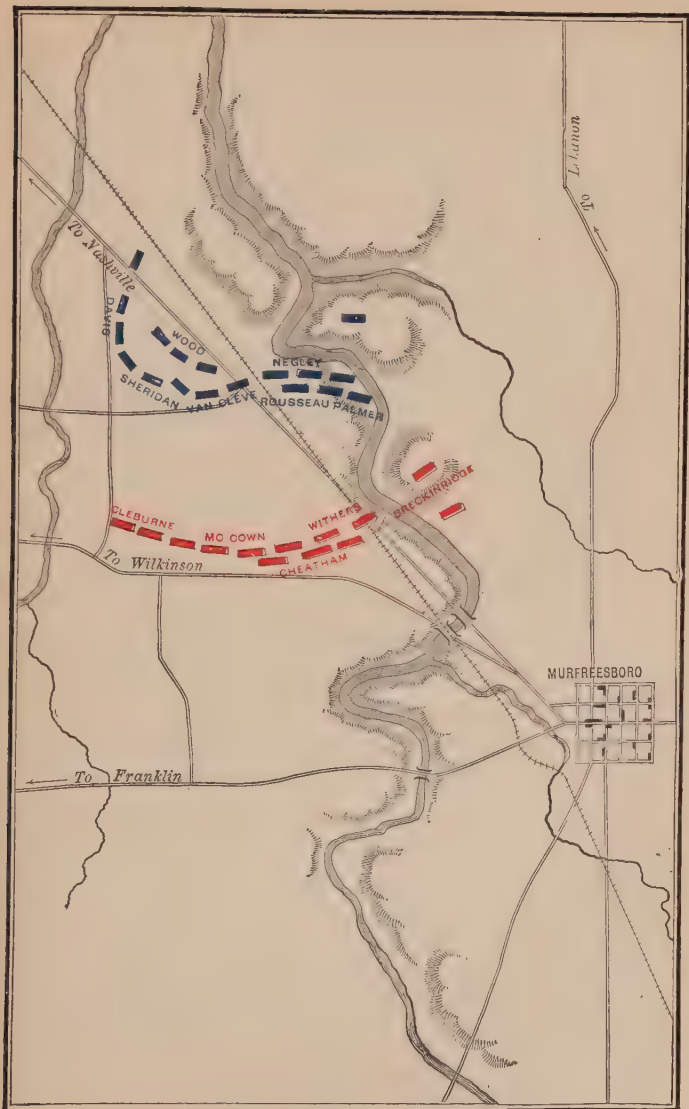 To Lebanon
To Nashville
DAVIS
WOOD
NEGLEY
SHERIDAN
VAN CLEVE
ROUSSEAU
PALMER
BRECKINRIDGE
CLEBURNE
MC COWN
WITHERS
CHEATHAM
To Wilkinson
MURFREESBORO
To Franklin